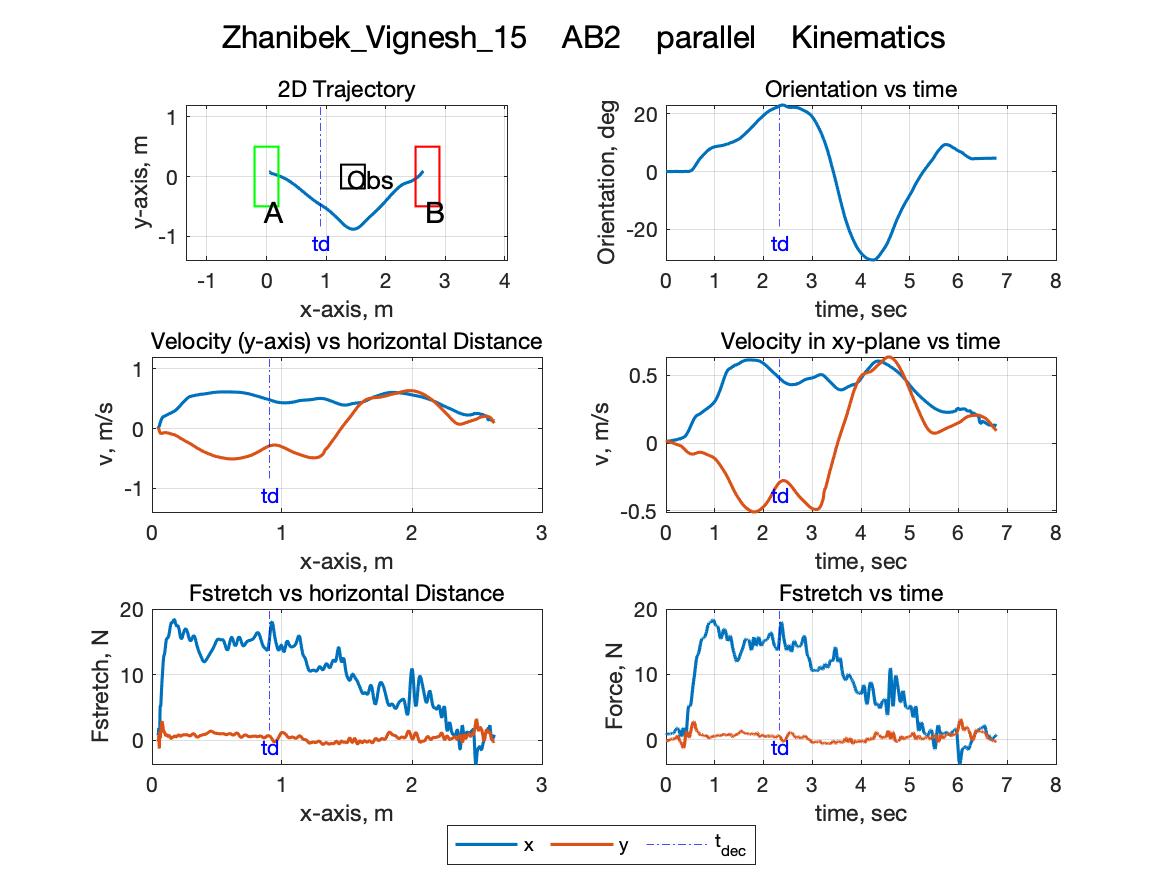 Zhanibek_Vignesh_15 AB2 parallel Kinematics
2D Trajectory
y-axis, m
1
0
-1
A
td
Obs
B
-1 0 1 2 3 4
x-axis, m
Orientation vs time
Orientation, deg
20
0
-20
td
0 1 2 3 4 5 6 7 8
time, sec
Velocity (y-axis) vs horizontal Distance
v, m/s
1
0
-1
td
0 1 2 3
x-axis, m
Velocity in xy-plane vs time
v, m/s
0.5
0
-0.5
td
0 1 2 3 4 5 6 7 8
time, sec
Fstretch vs horizontal Distance
Fstretch, N
20
10
0
td
0 1 2 3
x-axis, m
Fstretch vs time
Force, N
20
10
0
td
0 1 2 3 4 5 6 7 8
time, sec
x y t_dec